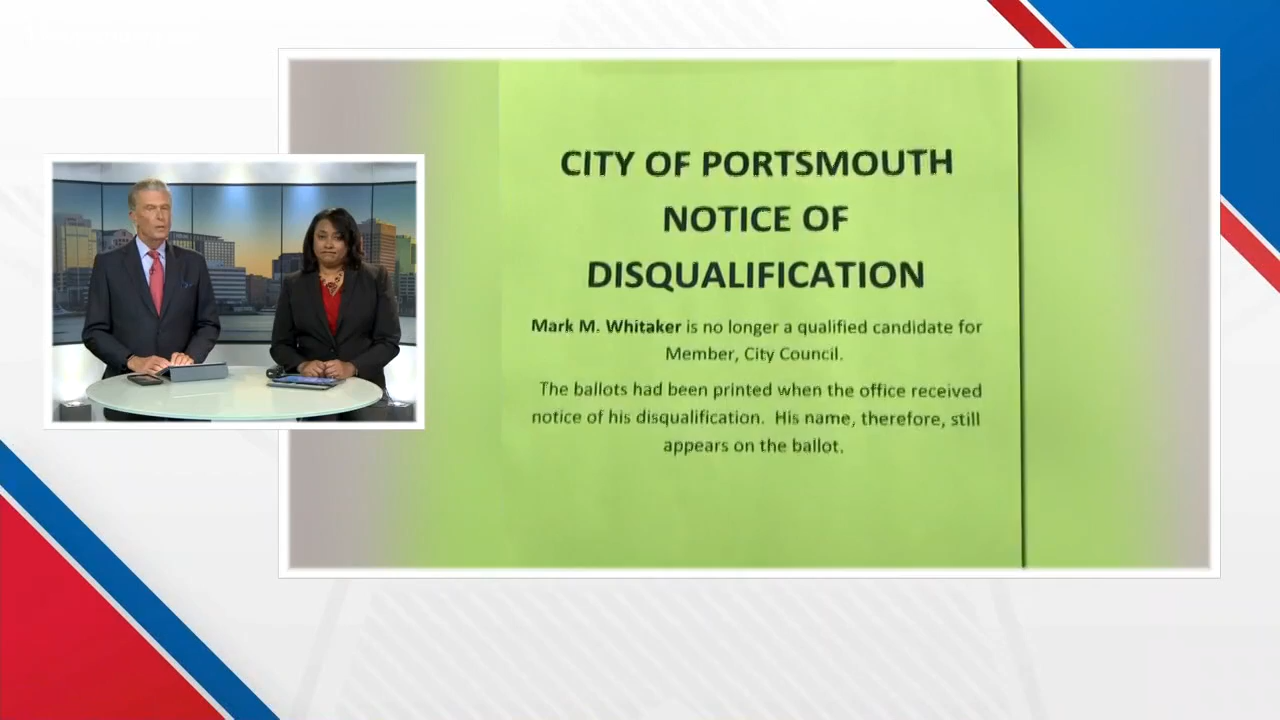 CITY OF PORTSMOUTH
NOTICE OF
DISQUALIFICATION
Mark M. Whitaker is no longer a qualified candidate for
Member, City Council.
The ballots had been printed when the office received
notice of his disqualification. His name, therefore, still
appears on the ballot.